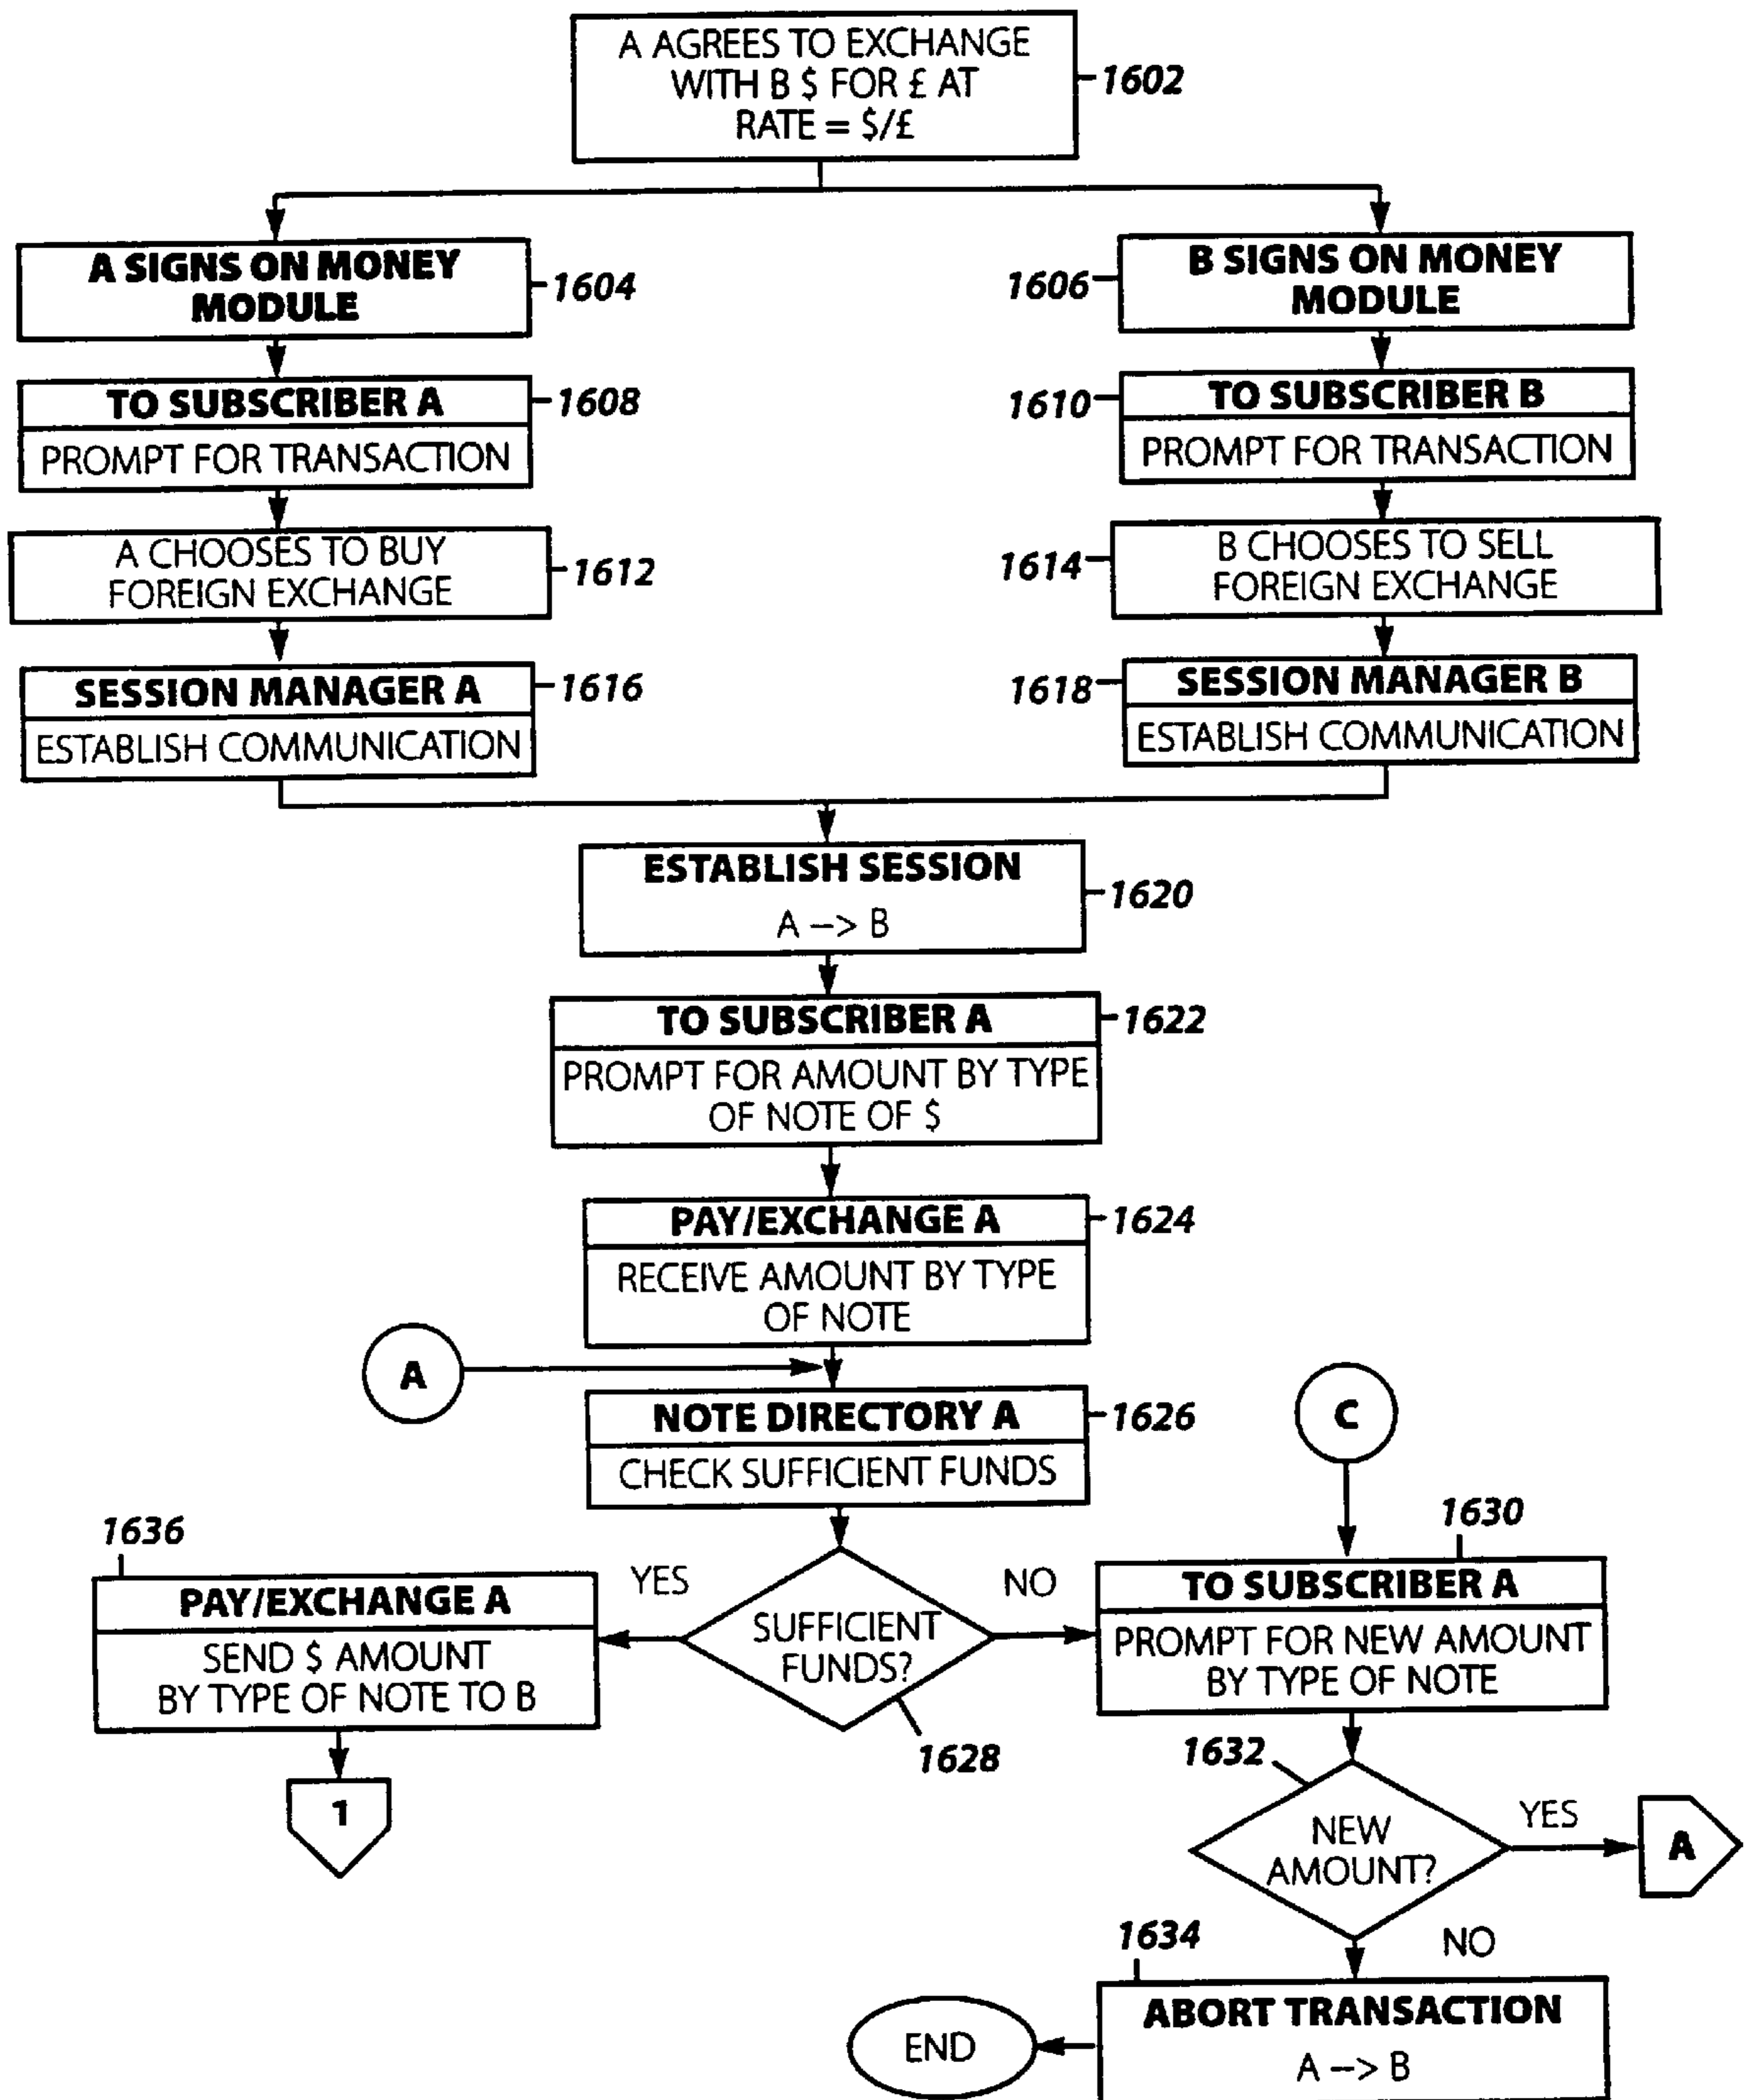 A AGREES TO EXCHANGE
WITH B $ FOR £ AT
RATE = $/£
1602
A SIGNS ON MONEY
MODULE
1604
1606
B SIGNS ON MONEY
MODULE
TO SUBSCRIBER A
1608
PROMPT FOR TRANSACTION
1610
TO SUBSCRIBER B
PROMPT FOR TRANSACTION
A CHOOSES TO BUY
FOREIGN EXCHANGE
1612
1614
B CHOOSES TO SELL
FOREIGN EXCHANGE
SESSION MANAGER A
1616
ESTABLISH COMMUNICATION
1618
SESSION MANAGER B
ESTABLISH COMMUNICATION
ESTABLISH SESSION
A –> B
1620
TO SUBSCRIBER A
1622
PROMPT FOR AMOUNT BY TYPE
OF NOTE OF $
PAY/EXCHANGE A
1624
RECEIVE AMOUNT BY TYPE
OF NOTE
A
NOTE DIRECTORY A
1626
CHECK SUFFICIENT FUNDS
C
1636
PAY/EXCHANGE A
SEND $ AMOUNT
BY TYPE OF NOTE TO B
YES
SUFFICIENT
FUNDS?
NO
1628
1630
TO SUBSCRIBER A
PROMPT FOR NEW AMOUNT
BY TYPE OF NOTE
1
1632
NEW
AMOUNT?
YES
A
NO
1634
ABORT TRANSACTION
A –> B
END